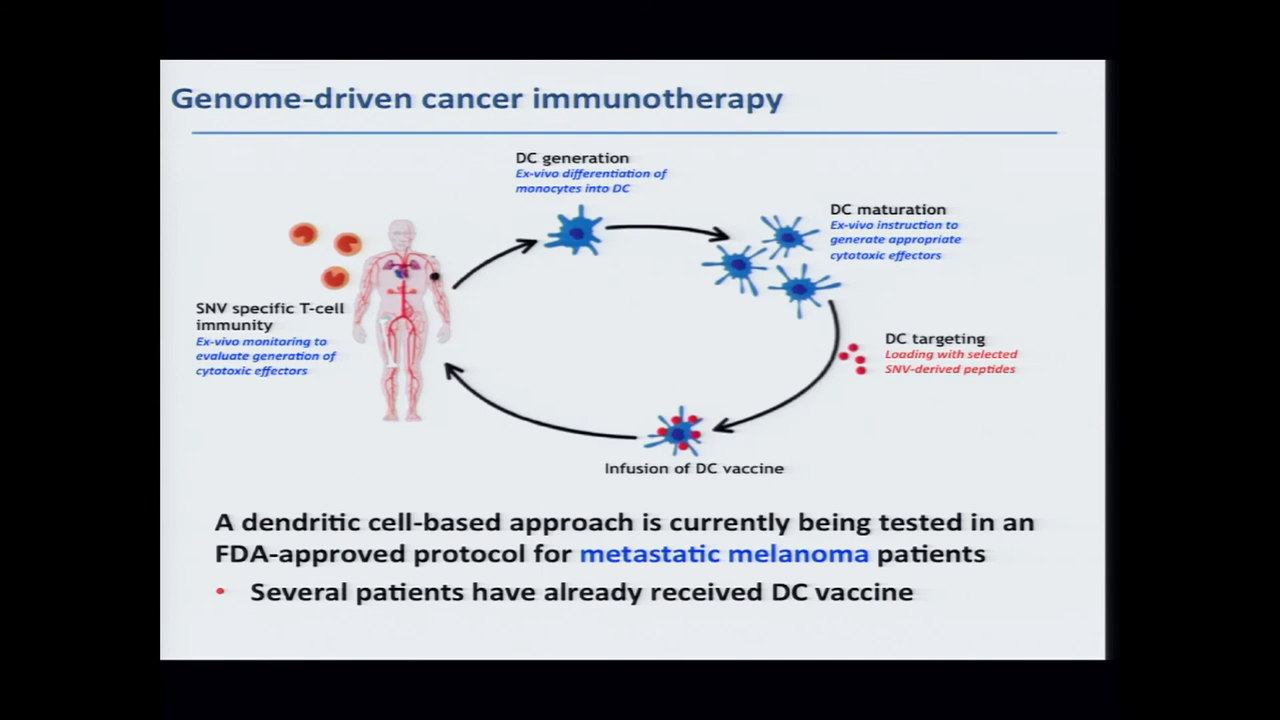 Genome-driven cancer immunotherapy
DC generation
Ex-vivo differentiation of
monocytes into DC
DC maturation
Ex-vivo instruction to
generate appropriate
cytotoxic effectors
SNV specific T-cell
immunity
Ex-vivo monitoring to
evaluate generation of
cytotoxic effectors
DC targeting
Loading with selected
SNV-derived peptides
Infusion of DC vaccine
A dendritic cell-based approach is currently being tested in an
FDA-approved protocol for metastatic melanoma patients
• Several patients have already received DC vaccine